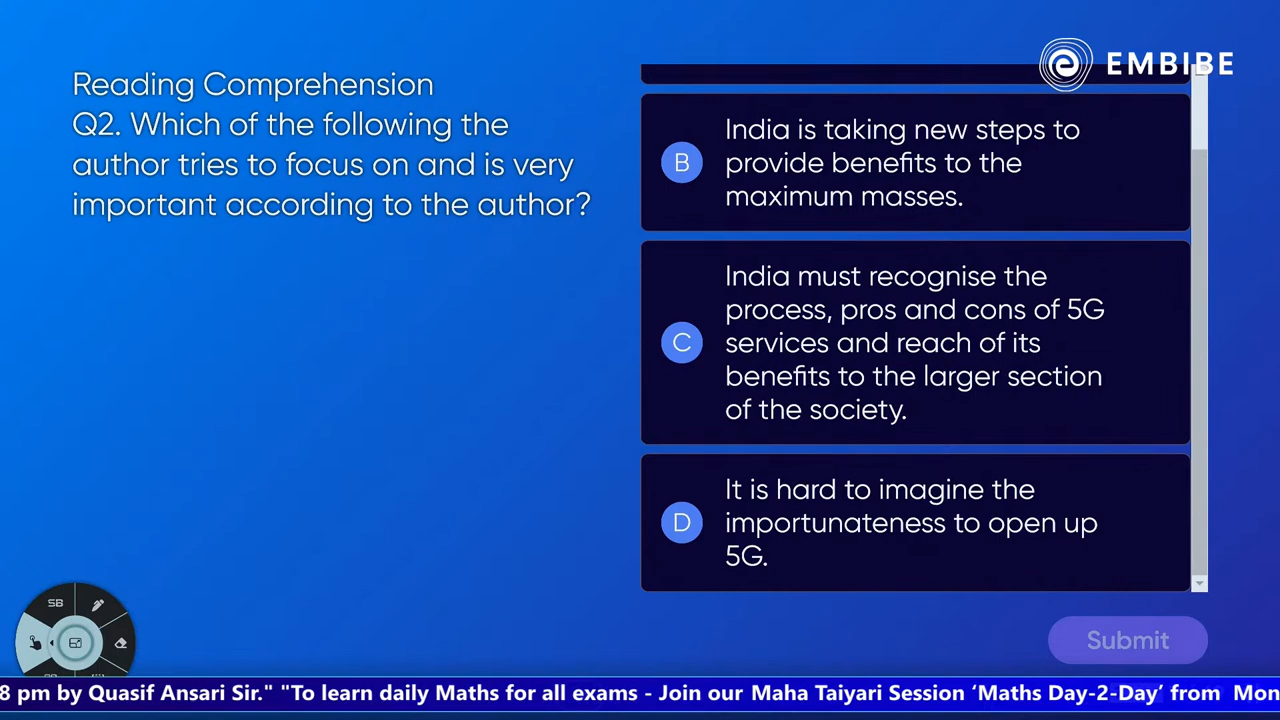 EMBIBE
Reading Comprehension
Q2. Which of the following the
author tries to focus on and is very
important according to the author?
B
India is taking new steps to
provide benefits to the
maximum masses.
C
India must recognise the
process, pros and cons of 5G
services and reach of its
benefits to the larger section
of the society.
D
It is hard to imagine the
importunateness to open up
5G.
SB
Submit
8 pm by Quasif Ansari Sir." "To learn daily Maths for all exams - Join our Maha Taiyari Session ‘Maths Day-2-Day’ from Mon